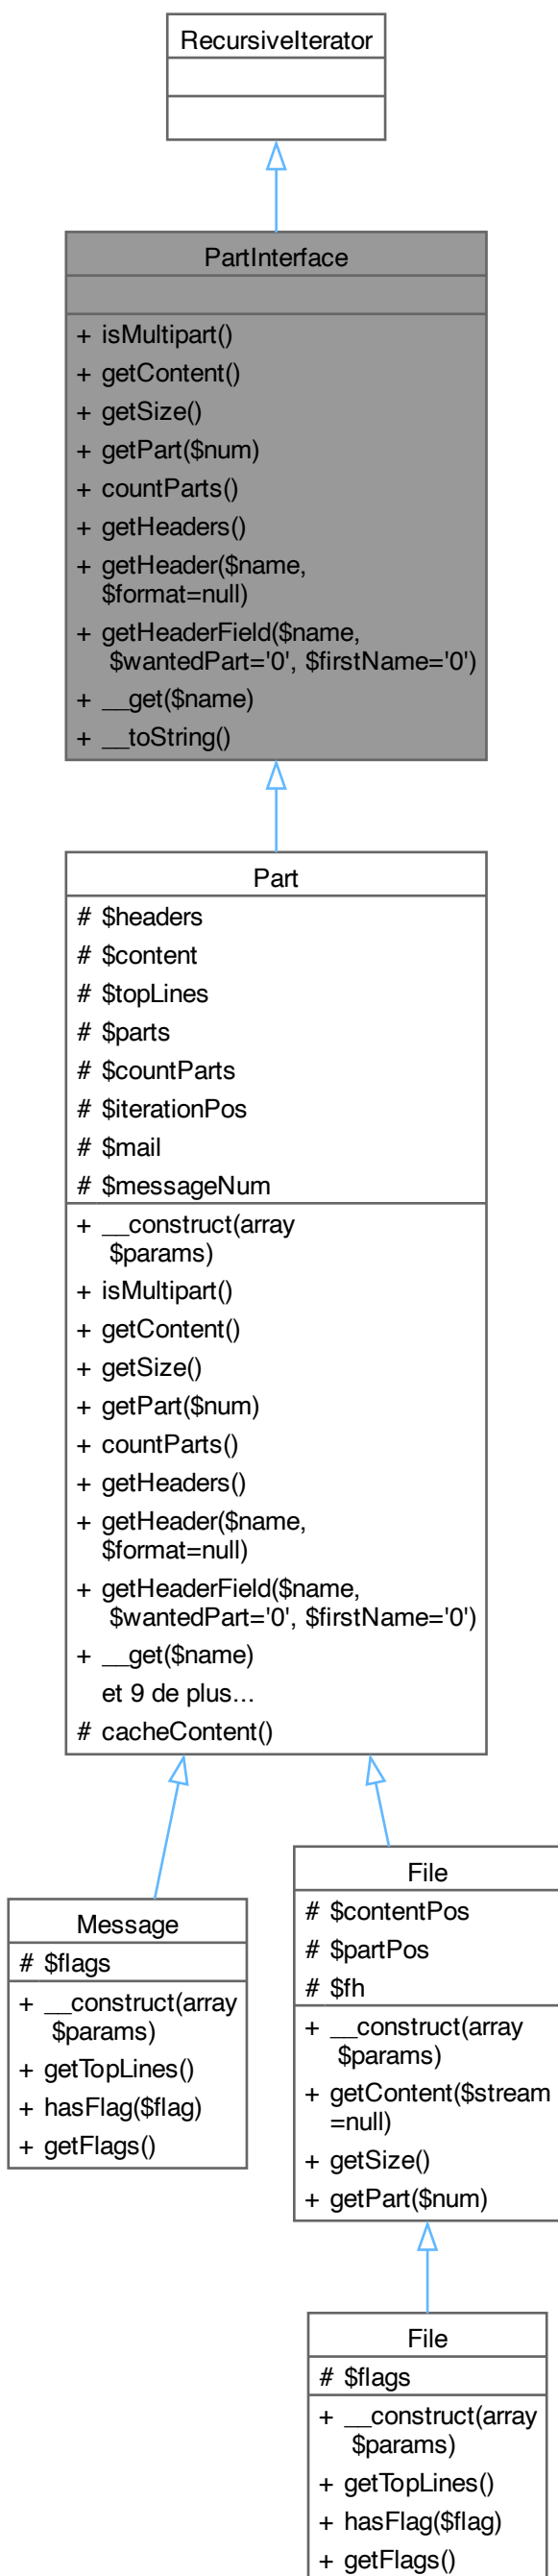 RecursiveIterator
PartInterface
+ isMultipart()
+ getContent()
+ getSize()
+ getPart($num)
+ countParts()
+ getHeaders()
+ getHeader($name,
$format=null)
+ getHeaderField($name,
$wantedPart='0', $firstName='0')
+ __get($name)
+ __toString()
Part
# $headers
# $content
# $topLines
# $parts
# $countParts
# $iterationPos
# $mail
# $messageNum
+ __construct(array
$params)
+ isMultipart()
+ getContent()
+ getSize()
+ getPart($num)
+ countParts()
+ getHeaders()
+ getHeader($name,
$format=null)
+ getHeaderField($name,
$wantedPart='0', $firstName='0')
+ __get($name)
et 9 de plus...
# cacheContent()
Message
# $flags
+ __construct(array
$params)
+ getTopLines()
+ hasFlag($flag)
+ getFlags()
File
# $contentPos
# $partPos
# $fh
+ __construct(array
$params)
+ getContent($stream
=null)
+ getSize()
+ getPart($num)
File
# $flags
+ __construct(array
$params)
+ getTopLines()
+ hasFlag($flag)
+ getFlags()